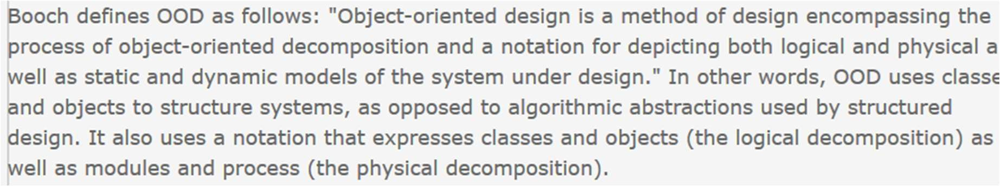 Booch defines OOD as follows: "Object-oriented design is a method of design encompassing the
process of object-oriented decomposition and a notation for depicting both logical and physical a
well as static and dynamic models of the system under design." In other words, OOD uses classe
and objects to structure systems, as opposed to algorithmic abstractions used by structured
design. It also uses a notation that expresses classes and objects (the logical decomposition) as
well as modules and process (the physical decomposition).